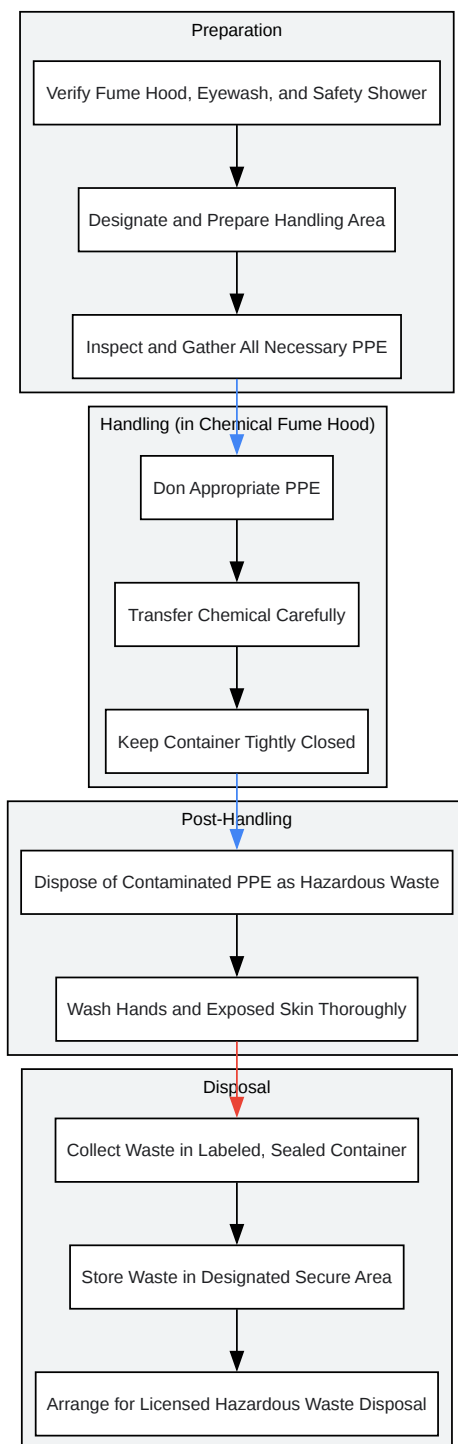 Preparation
Verify Fume Hood, Eyewash, and Safety Shower
Designate and Prepare Handling Area
Inspect and Gather All Necessary PPE
Handling (in Chemical Fume Hood)
Don Appropriate PPE
Transfer Chemical Carefully
Keep Container Tightly Closed
Post-Handling
Dispose of Contaminated PPE as Hazardous Waste
Wash Hands and Exposed Skin Thoroughly
Disposal
Collect Waste in Labeled, Sealed Container
Store Waste in Designated Secure Area
Arrange for Licensed Hazardous Waste Disposal